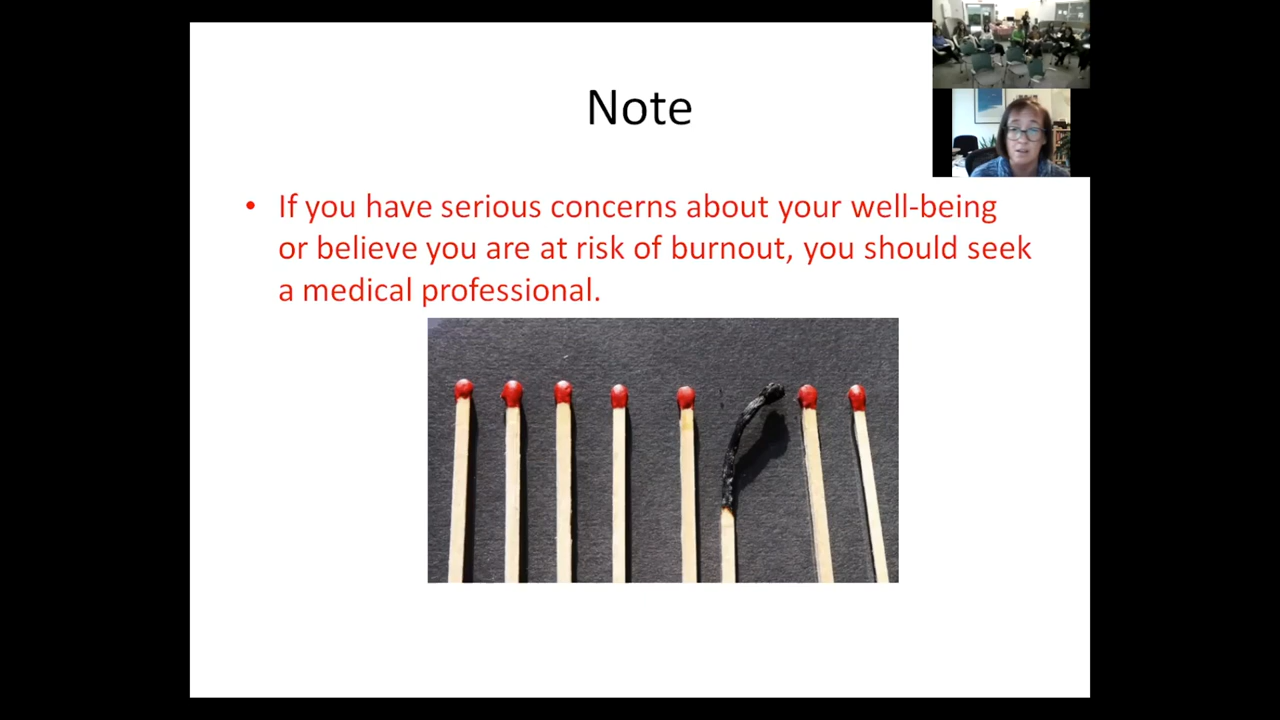 Note
• If you have serious concerns about your well-being
or believe you are at risk of burnout, you should seek
a medical professional.